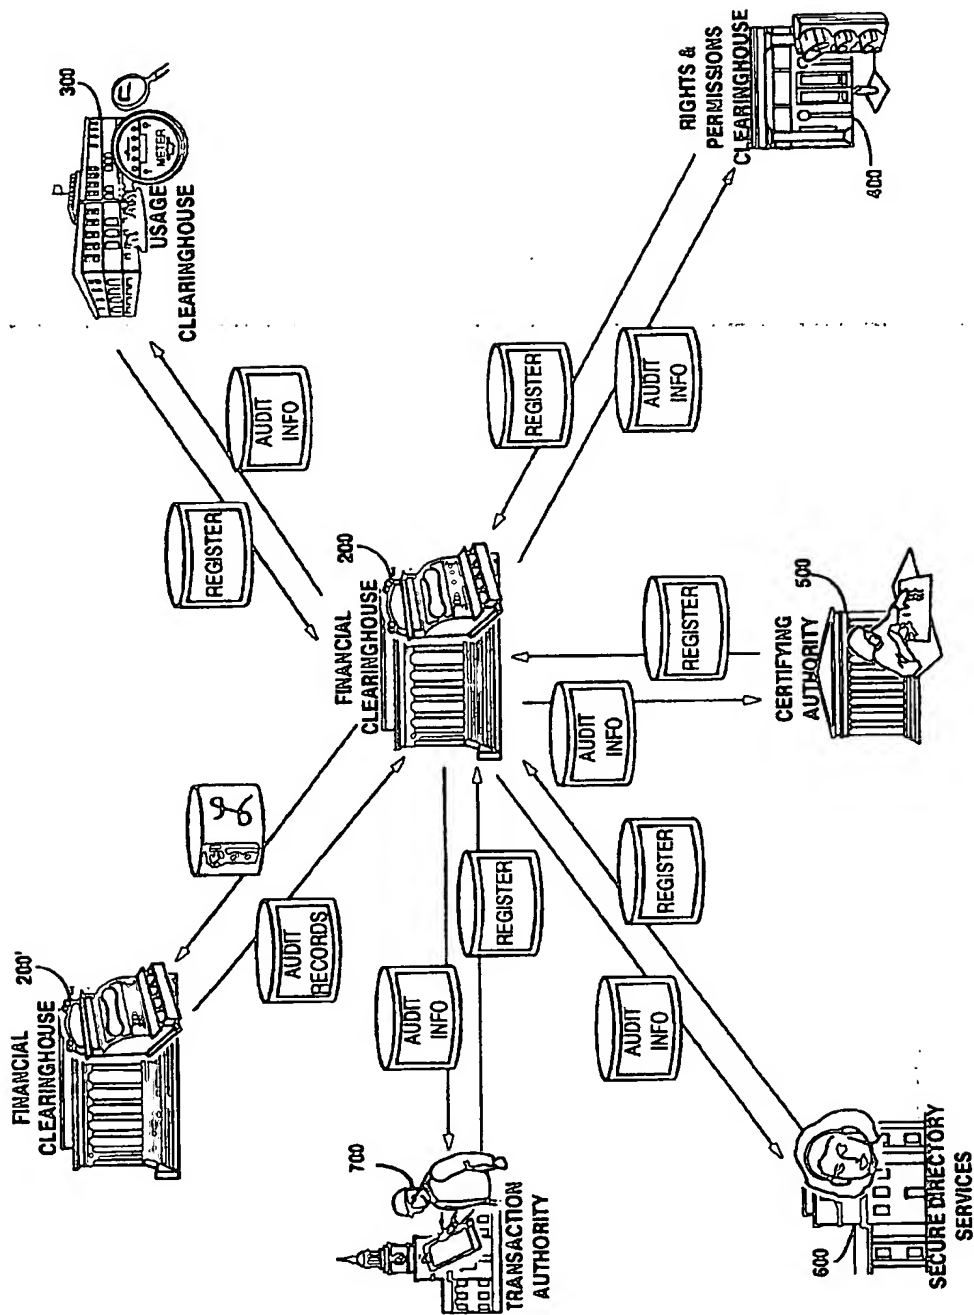 FINANCIAL
CLEARINGHOUSE
200'
300
METER
USAGE
CLEARINGHOUSE
REGISTER
AUDIT
INFO
AUDIT
RECORDS
FINANCIAL
CLEARINGHOUSE
200
700
AUDIT
INFO
REGISTER
TRANSACTION
AUTHORITY
REGISTER
AUDIT
INFO
AUDIT
INFO
REGISTER
AUDIT
INFO
REGISTER
RIGHTS &
PERMISSIONS
CLEARINGHOUSE
400
CERTIFYING
AUTHORITY
500
600
SECURE DIRECTORY
SERVICES